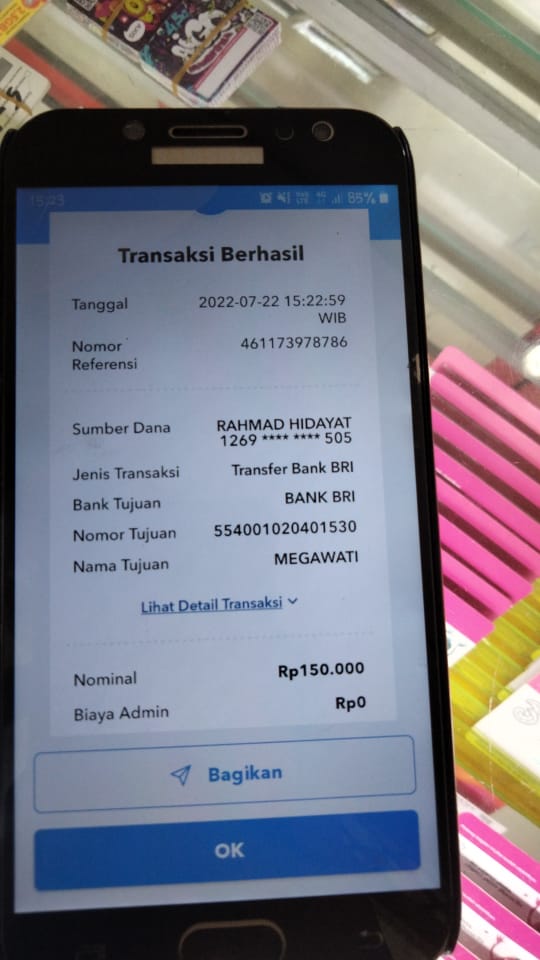 15:23 85%
Transaksi Berhasil
Tanggal 2022-07-22 15:22:59
WIB
Nomor 461173978786
Referensi
Sumber Dana RAHMAD HIDAYAT
1269 **** **** 505
Jenis Transaksi Transfer Bank BRI
Bank Tujuan BANK BRI
Nomor Tujuan 554001020401530
Nama Tujuan MEGAWATI
Lihat Detail Transaksi
Nominal Rp150.000
Biaya Admin Rp0
Bagikan
OK